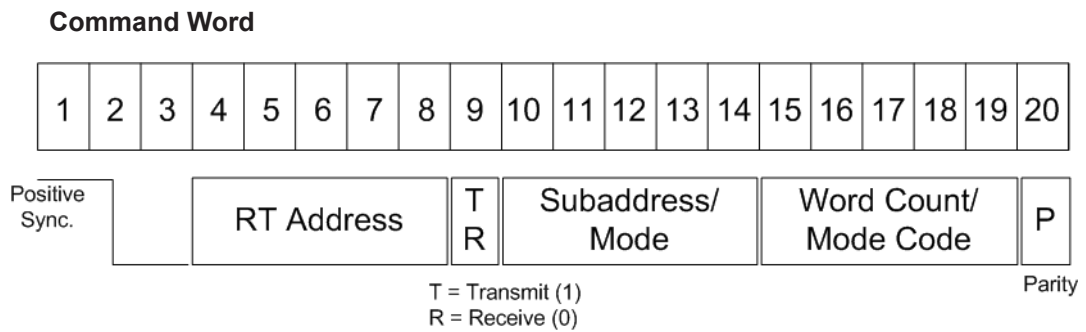 Command Word
1 2 3 4 5 6 7 8 9 10 11 12 13 14 15 16 17 18 19 20
Positive
Sync.
RT Address
T
R
Subaddress/
Mode
Word Count/
Mode Code
P
T = Transmit (1)
R = Receive (0)
Parity